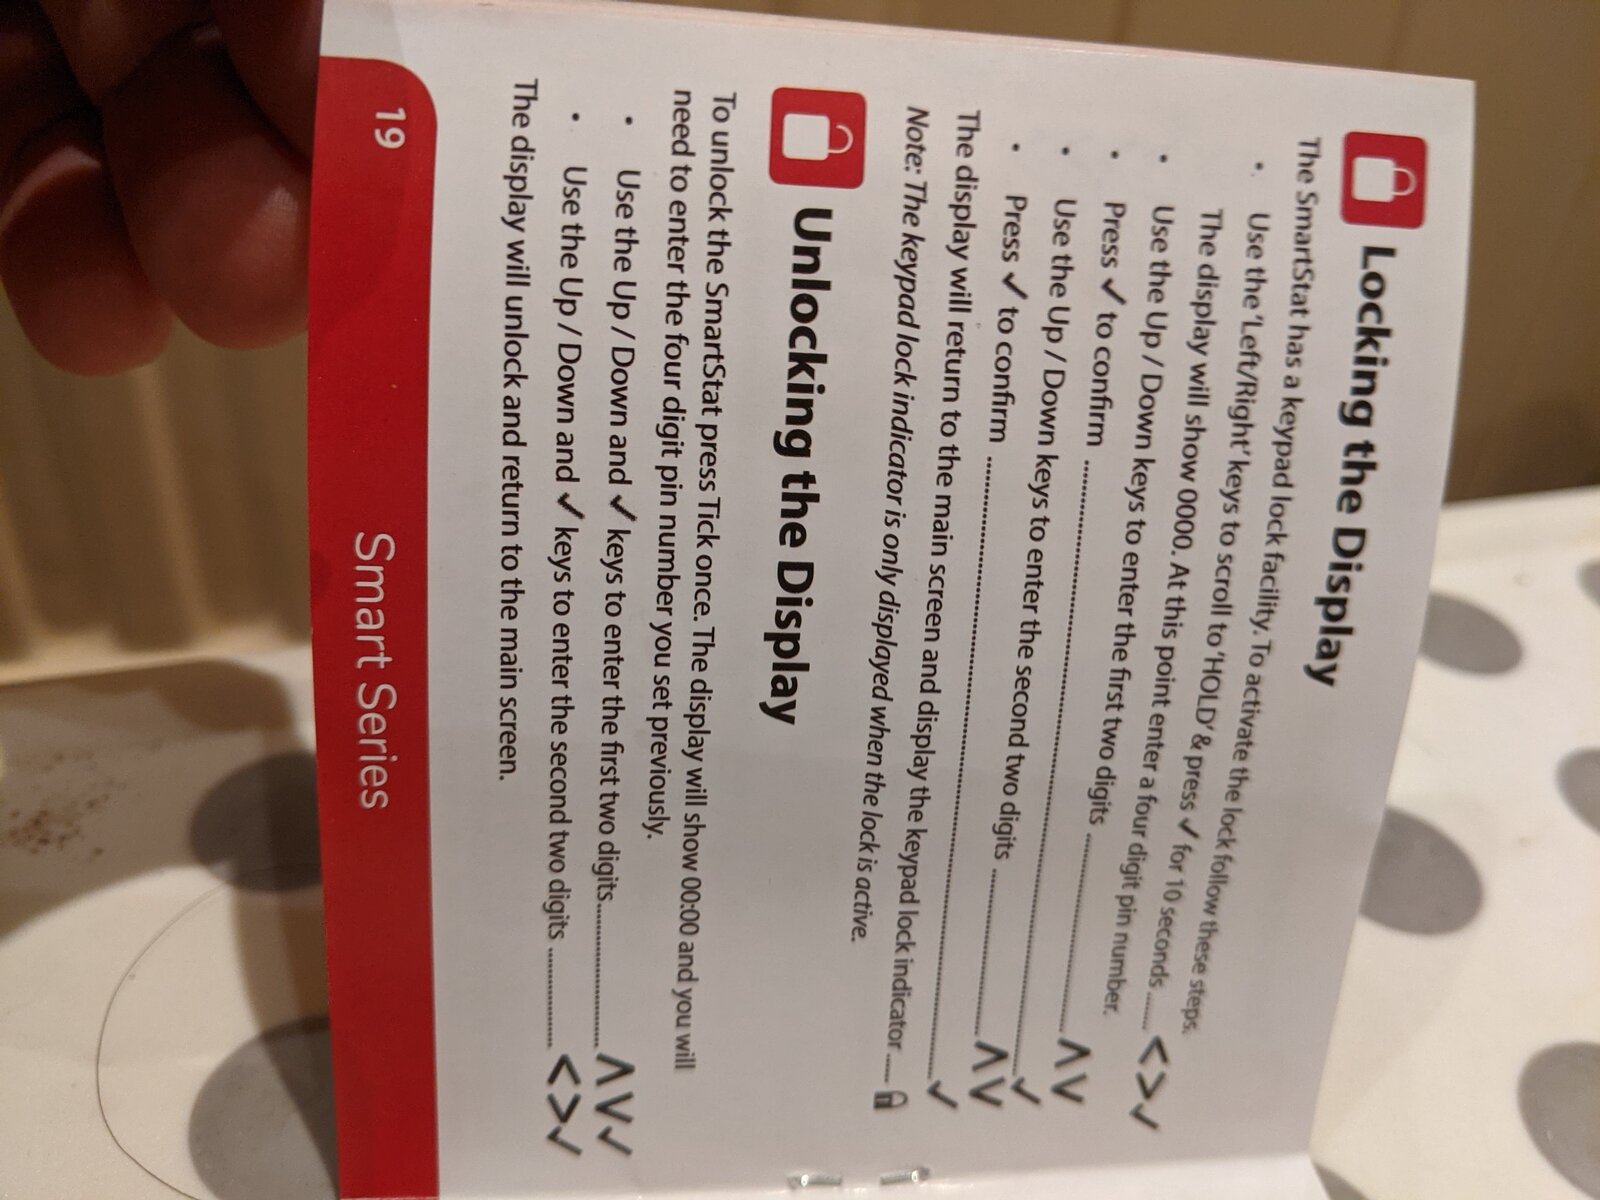 Locking the Display
The SmartStat has a keypad lock facility. To activate the lock follow these steps.
• Use the 'Left/Right' keys to scroll to 'HOLD' & press ✓ for 10 seconds ...... < > ✓
The display will show 0000. At this point enter a four digit pin number.
• Use the Up / Down keys to enter the first two digits .................... ∧ ∨
• Press ✓ to confirm .................... ✓
• Use the Up / Down keys to enter the second two digits .................... ∧ ∨
• Press ✓ to confirm .................... ✓
The display will return to the main screen and display the keypad lock indicator ...... 🔒
Note: The keypad lock indicator is only displayed when the lock is active.
Unlocking the Display
To unlock the SmartStat press Tick once. The display will show 00:00 and you will
need to enter the four digit pin number you set previously.
• Use the Up / Down and ✓ keys to enter the first two digits.................... ∧ ∨ ✓
• Use the Up / Down and ✓ keys to enter the second two digits .................... < > ✓
The display will unlock and return to the main screen.
19
Smart Series